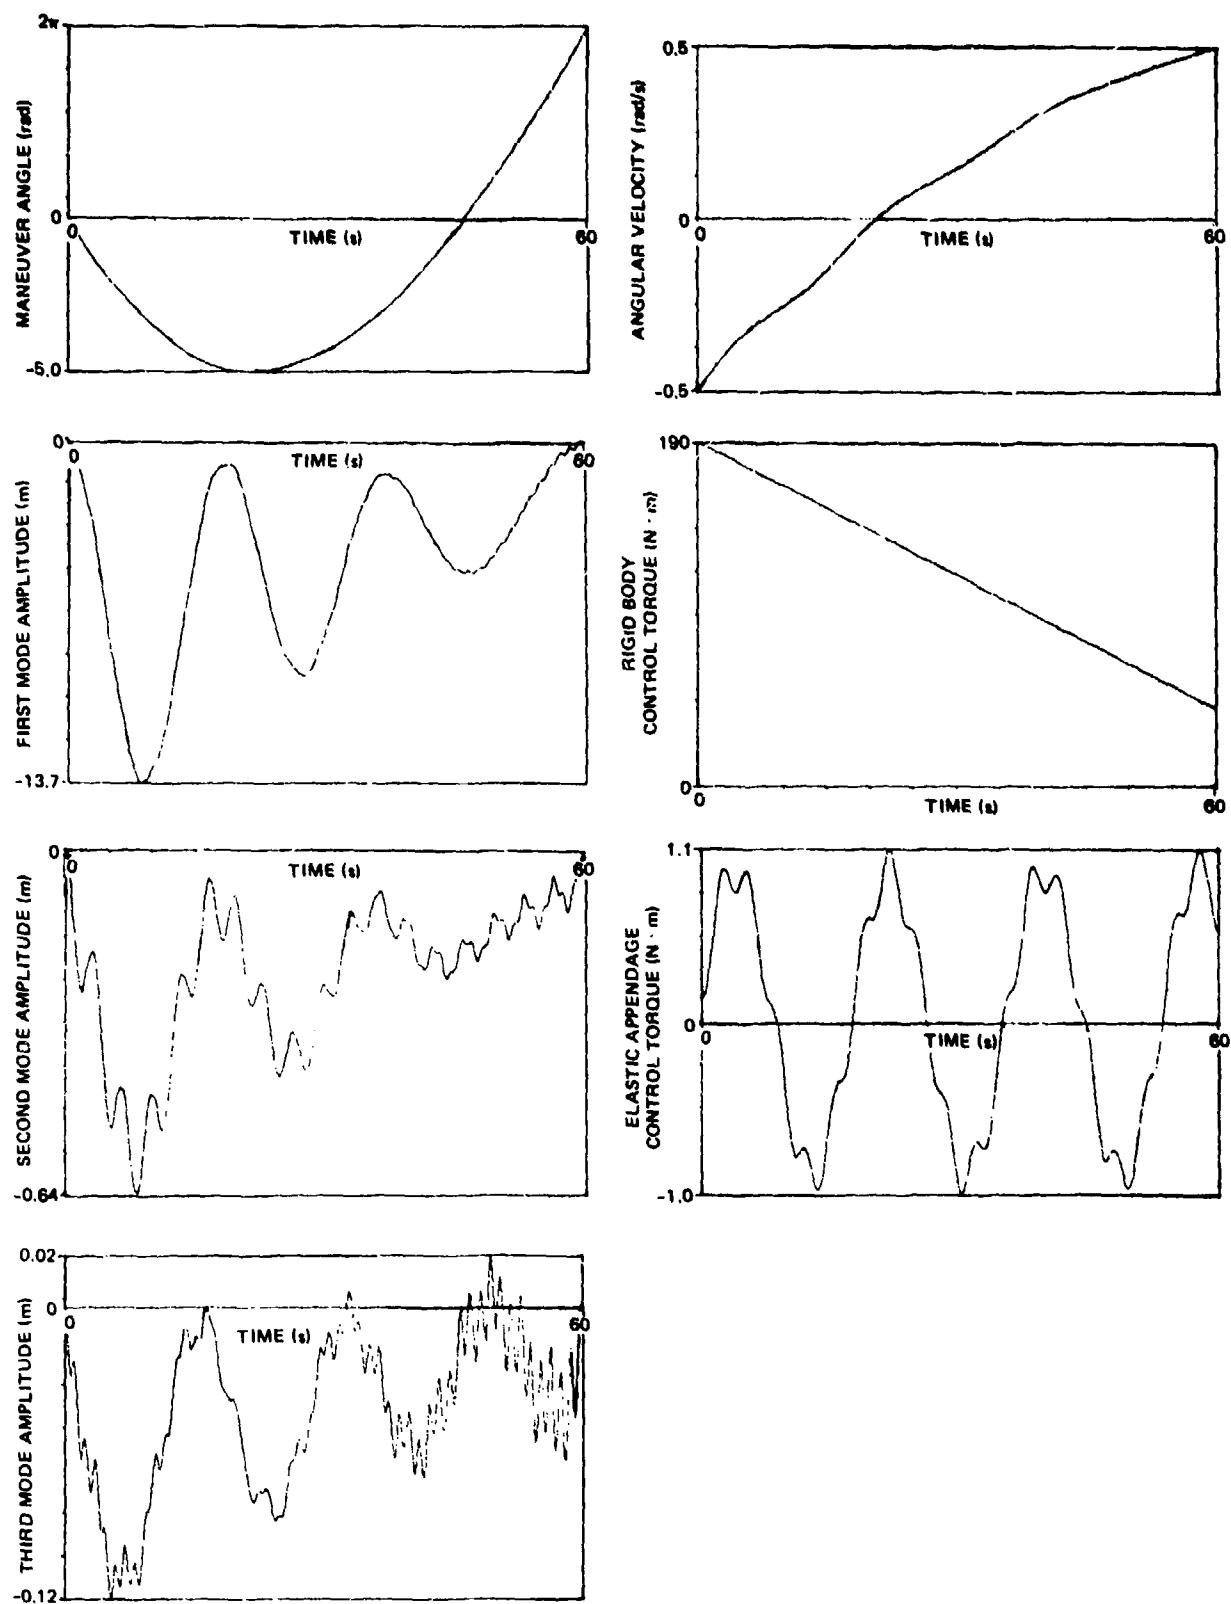 2π
MANEUVER ANGLE (rad)
0
0
TIME (s)
60
-5.0
0.5
ANGULAR VELOCITY (rad/s)
0
0
TIME (s)
60
-0.5
0
FIRST MODE AMPLITUDE (m)
0
TIME (s)
60
-13.7
190
RIGID BODY
CONTROL TORQUE (N · m)
0
0
TIME (s)
60
0
SECOND MODE AMPLITUDE (m)
0
TIME (s)
60
-0.64
1.1
ELASTIC APPENDAGE
CONTROL TORQUE (N · m)
0
0
TIME (s)
60
-1.0
0.02
THIRD MODE AMPLITUDE (m)
0
0
TIME (s)
60
-0.12